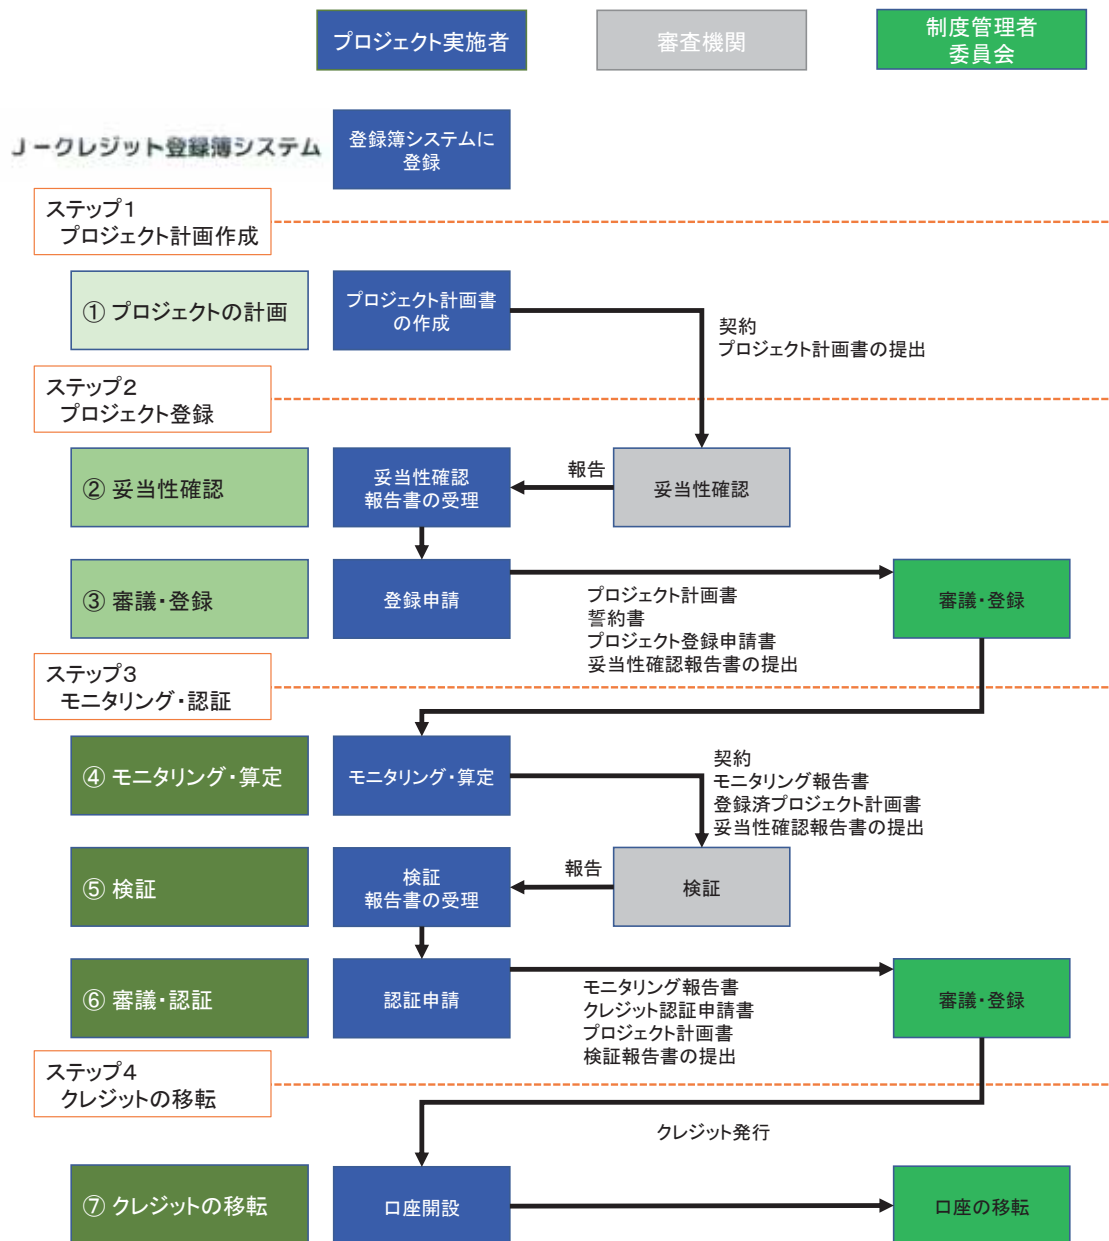 プロジェクト実施者
審査機関
制度管理者
委員会
J-クレジット登録簿システム
登録簿システムに
登録
ステップ1
プロジェクト計画作成
① プロジェクトの計画
プロジェクト計画書
の作成
契約
プロジェクト計画書の提出
ステップ2
プロジェクト登録
② 妥当性確認
妥当性確認
報告書の受理
報告
妥当性確認
③ 審議・登録
登録申請
プロジェクト計画書
誓約書
プロジェクト登録申請書
妥当性確認報告書の提出
審議・登録
ステップ3
モニタリング・認証
④ モニタリング・算定
モニタリング・算定
契約
モニタリング報告書
登録済プロジェクト計画書
妥当性確認報告書の提出
⑤ 検証
検証
報告書の受理
報告
検証
⑥ 審議・認証
認証申請
モニタリング報告書
クレジット認証申請書
プロジェクト計画書
検証報告書の提出
審議・登録
ステップ4
クレジットの移転
クレジット発行
⑦ クレジットの移転
口座開設
口座の移転